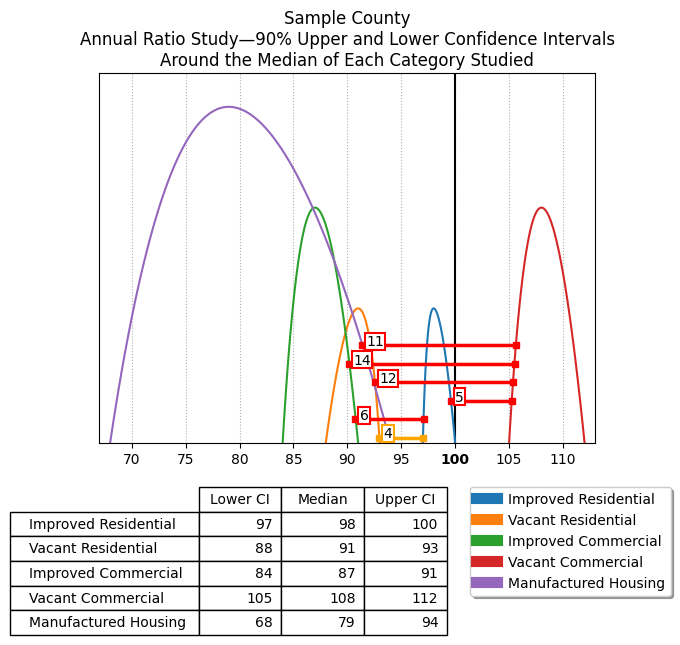 Sample County
Annual Ratio Study—90% Upper and Lower Confidence Intervals
Around the Median of Each Category Studied
11
14
12
5
6
4
70 75 80 85 90 95 100 105 110
Lower CI Median Upper CI
Improved Residential 97 98 100
Vacant Residential 88 91 93
Improved Commercial 84 87 91
Vacant Commercial 105 108 112
Manufactured Housing 68 79 94
Improved Residential
Vacant Residential
Improved Commercial
Vacant Commercial
Manufactured Housing